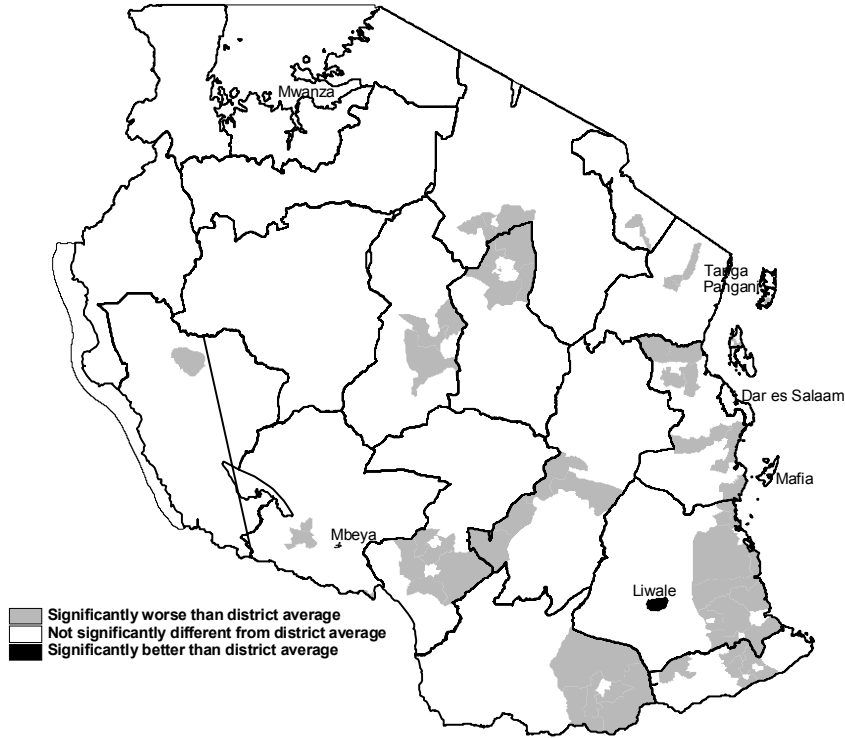 Mwanza
Tanga
Pangani
Dar es Salaam
Mafia
Mbeya
Liwale
Significantly worse than district average
Not significantly different from district average
Significantly better than district average